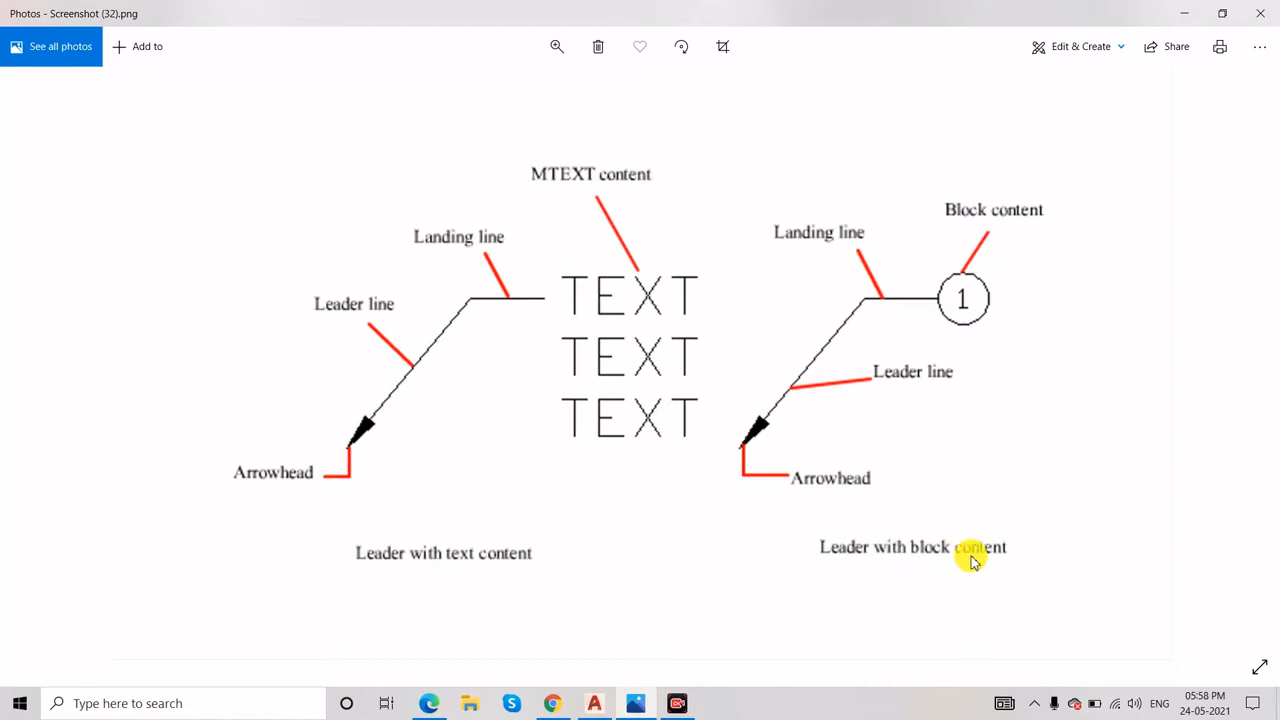 Photos - Screenshot (32).png
See all photos
Add to
Edit & Create
Share
MTEXT content
Landing line
Leader line
TEXT
TEXT
TEXT
Arrowhead
Leader with text content
Block content
Landing line
1
Leader line
Arrowhead
Leader with block content
Type here to search
ENG
05:58 PM
24-05-2021